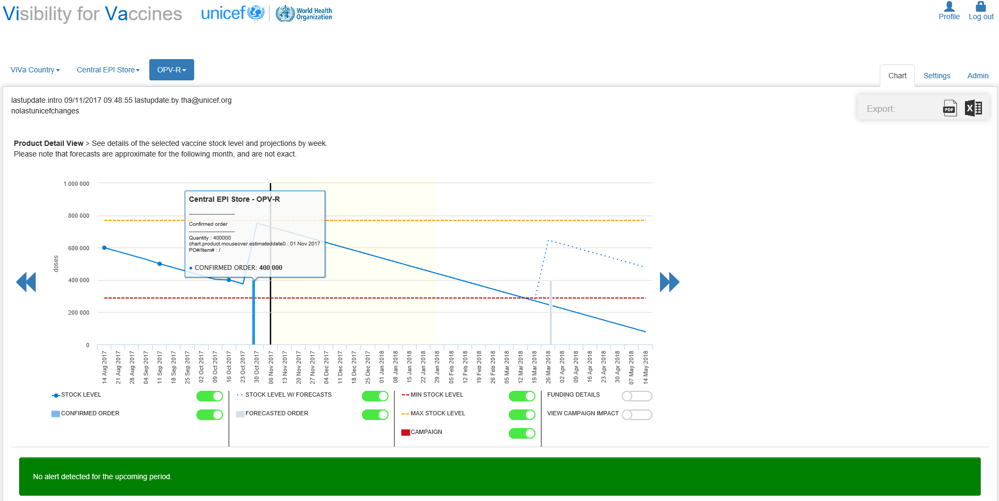 Visibility for Vaccines
unicef
World Health
Organization
Profile
Log out
ViVa Country
Central EPI Store
OPV-R
Chart
Settings
Admin
lastupdate.intro 09/11/2017 09:48:55 lastupdate.by tha@unicef.org
nolastunicefchanges
Export:
PDF
X
Product Detail View > See details of the selected vaccine stock level and projections by week.
Please note that forecasts are approximate for the following month, and are not exact.
1 000 000
800 000
600 000
400 000
200 000
0
doses
Central EPI Store - OPV-R
--------------------------
Confirmed order
--------------------------
Quantity : 400000
chart.product.mouseover.estimateddate0 : 01 Nov 2017
PO#/Item# : /
CONFIRMED ORDER: 400 000
14 Aug 2017
21 Aug 2017
28 Aug 2017
04 Sep 2017
11 Sep 2017
18 Sep 2017
25 Sep 2017
02 Oct 2017
09 Oct 2017
16 Oct 2017
23 Oct 2017
30 Oct 2017
06 Nov 2017
13 Nov 2017
20 Nov 2017
27 Nov 2017
04 Dec 2017
11 Dec 2017
18 Dec 2017
25 Dec 2017
01 Jan 2018
08 Jan 2018
15 Jan 2018
22 Jan 2018
29 Jan 2018
05 Feb 2018
12 Feb 2018
19 Feb 2018
26 Feb 2018
05 Mar 2018
12 Mar 2018
19 Mar 2018
26 Mar 2018
02 Apr 2018
09 Apr 2018
16 Apr 2018
23 Apr 2018
30 Apr 2018
07 May 2018
14 May 2018
STOCK LEVEL
CONFIRMED ORDER
STOCK LEVEL W/ FORECASTS
FORECASTED ORDER
MIN STOCK LEVEL
MAX STOCK LEVEL
CAMPAIGN
FUNDING DETAILS
VIEW CAMPAIGN IMPACT
No alert detected for the upcoming period.